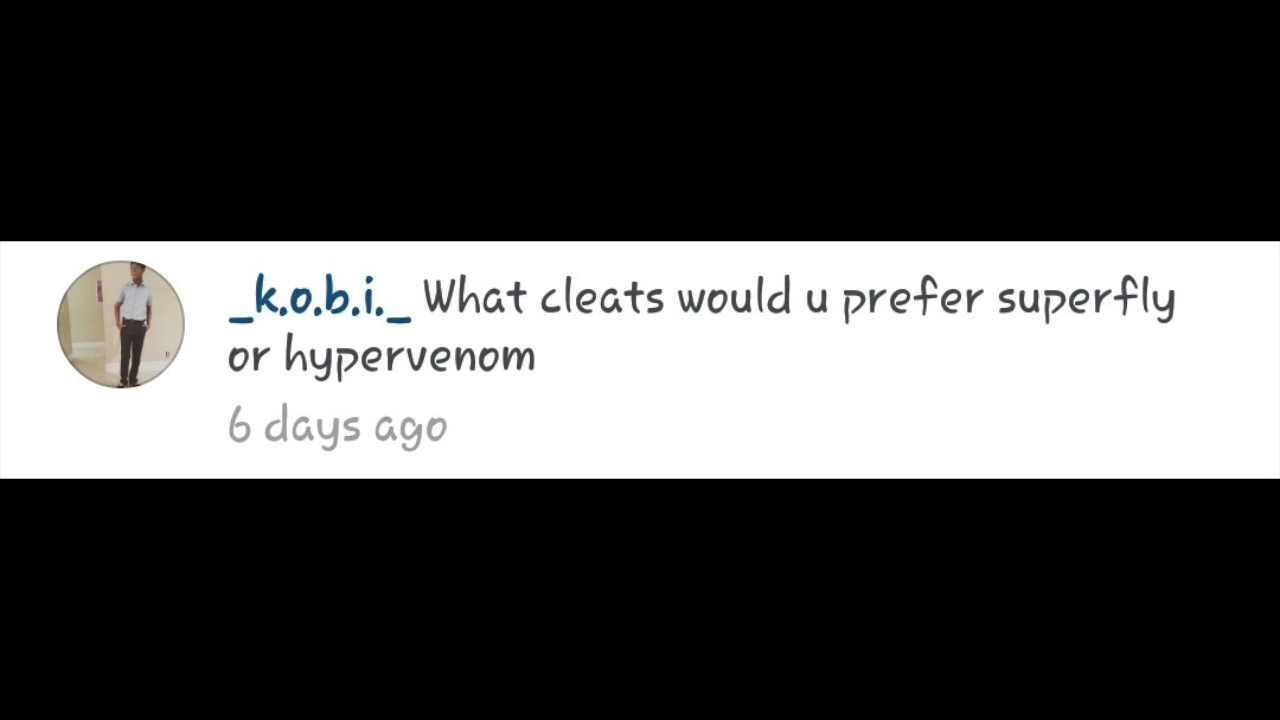 _k.o.b.i._ What cleats would u prefer superfly
or hypervenom
6 days ago